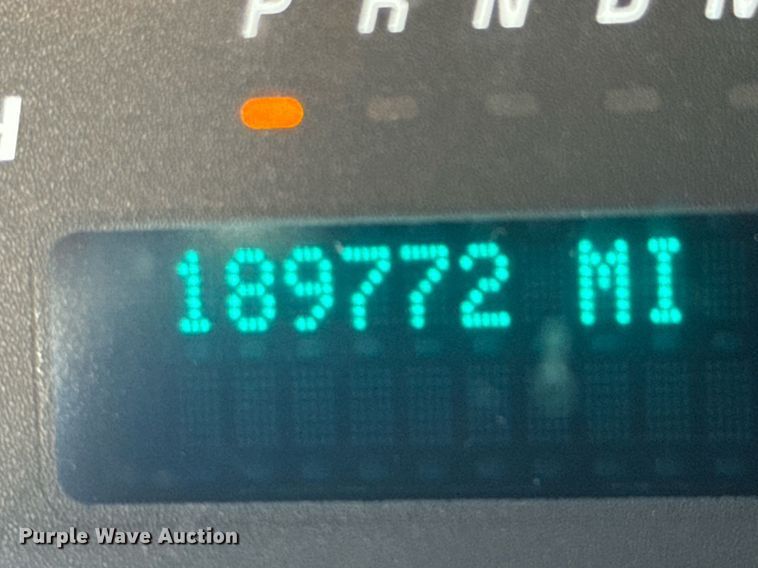 P R N D M
H
189772 MI
Purple Wave Auction